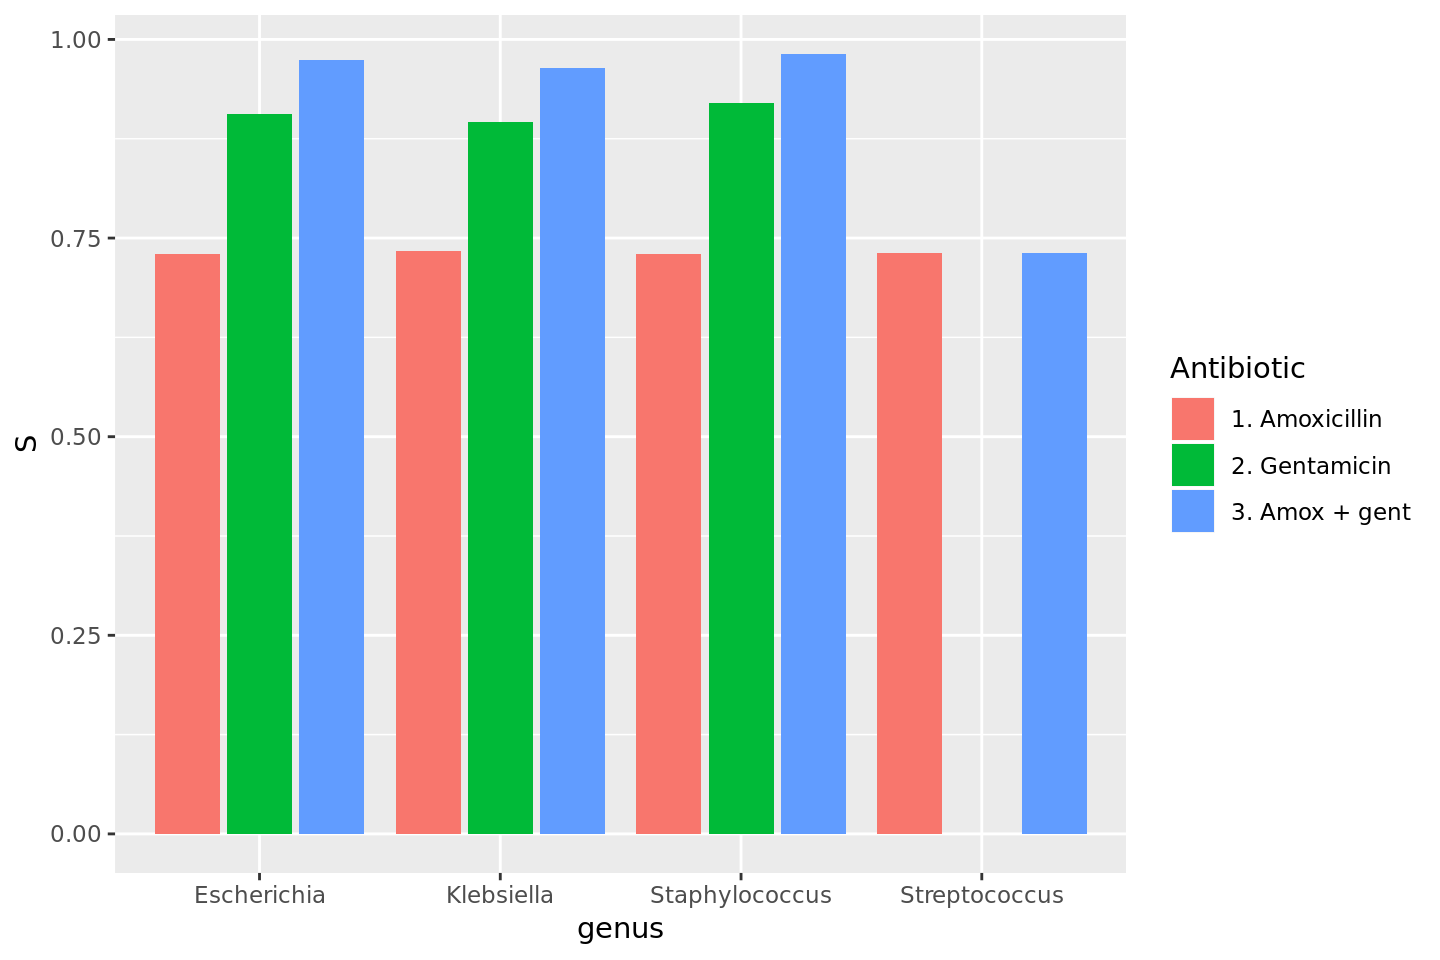 1.00
0.75
0.50
0.25
0.00
S
Escherichia
Klebsiella
Staphylococcus
Streptococcus
genus
Antibiotic
1. Amoxicillin
2. Gentamicin
3. Amox + gent